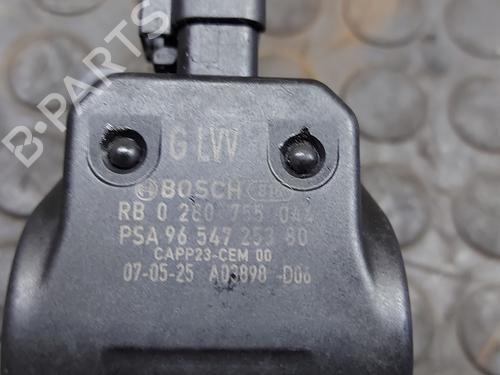 B-PARTS
G LVV
BOSCH
RB 0 280 755 042
PSA 96 547 253 80
CAPP23-CEM 00
07-05-25 A03898 -D06